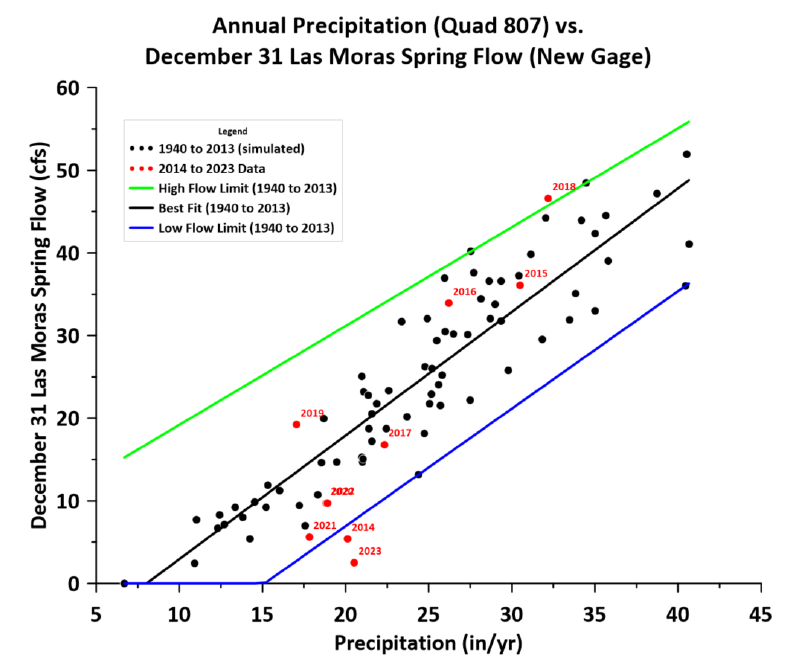 Annual Precipitation (Quad 807) vs.
December 31 Las Moras Spring Flow (New Gage)
60
50
40
30
20
10
0
December 31 Las Moras Spring Flow (cfs)
Legend
1940 to 2013 (simulated)
2014 to 2023 Data
High Flow Limit (1940 to 2013)
Best Fit (1940 to 2013)
Low Flow Limit (1940 to 2013)
2018
2015
2016
2019
2017
2022
2021
2014
2023
5 10 15 20 25 30 35 40 45
Precipitation (in/yr)